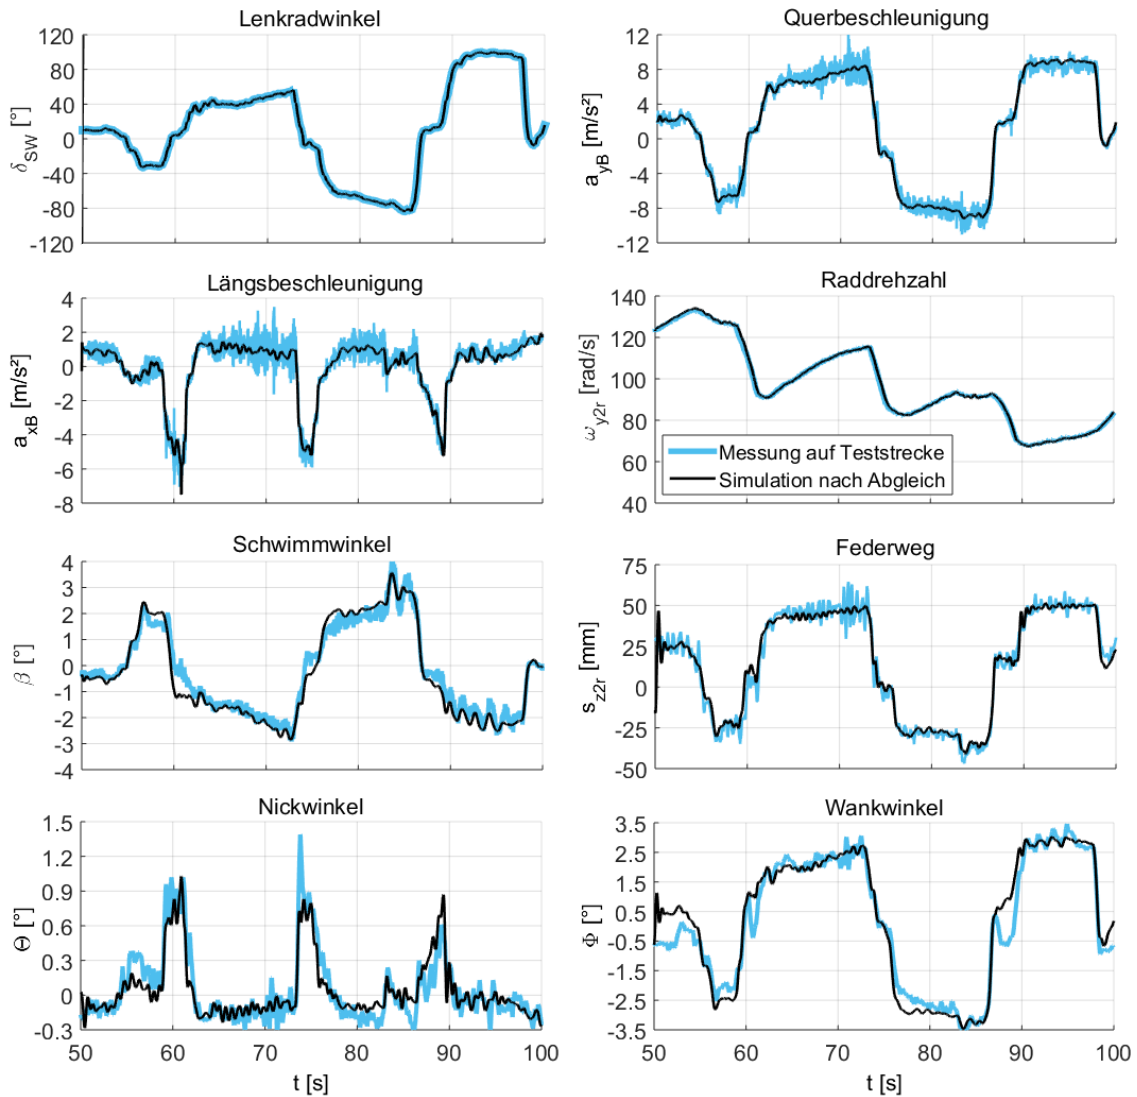 Lenkradwinkel
120
80
40
0
-40
-80
-120
δSW [°]
Querbeschleunigung
12
8
4
0
-4
-8
-12
ayB [m/s²]
Längsbeschleunigung
4
2
0
-2
-4
-6
-8
axB [m/s²]
Raddrehzahl
140
120
100
80
60
40
ωy2r [rad/s]
Messung auf Teststrecke
Simulation nach Abgleich
Schwimmwinkel
4
3
2
1
0
-1
-2
-3
-4
β [°]
Federweg
75
50
25
0
-25
-50
sz2r [mm]
Nickwinkel
1.5
1.2
0.9
0.6
0.3
0
-0.3
Θ [°]
50 60 70 80 90 100
t [s]
Wankwinkel
3.5
2.5
1.5
0.5
-0.5
-1.5
-2.5
-3.5
Φ [°]
50 60 70 80 90 100
t [s]